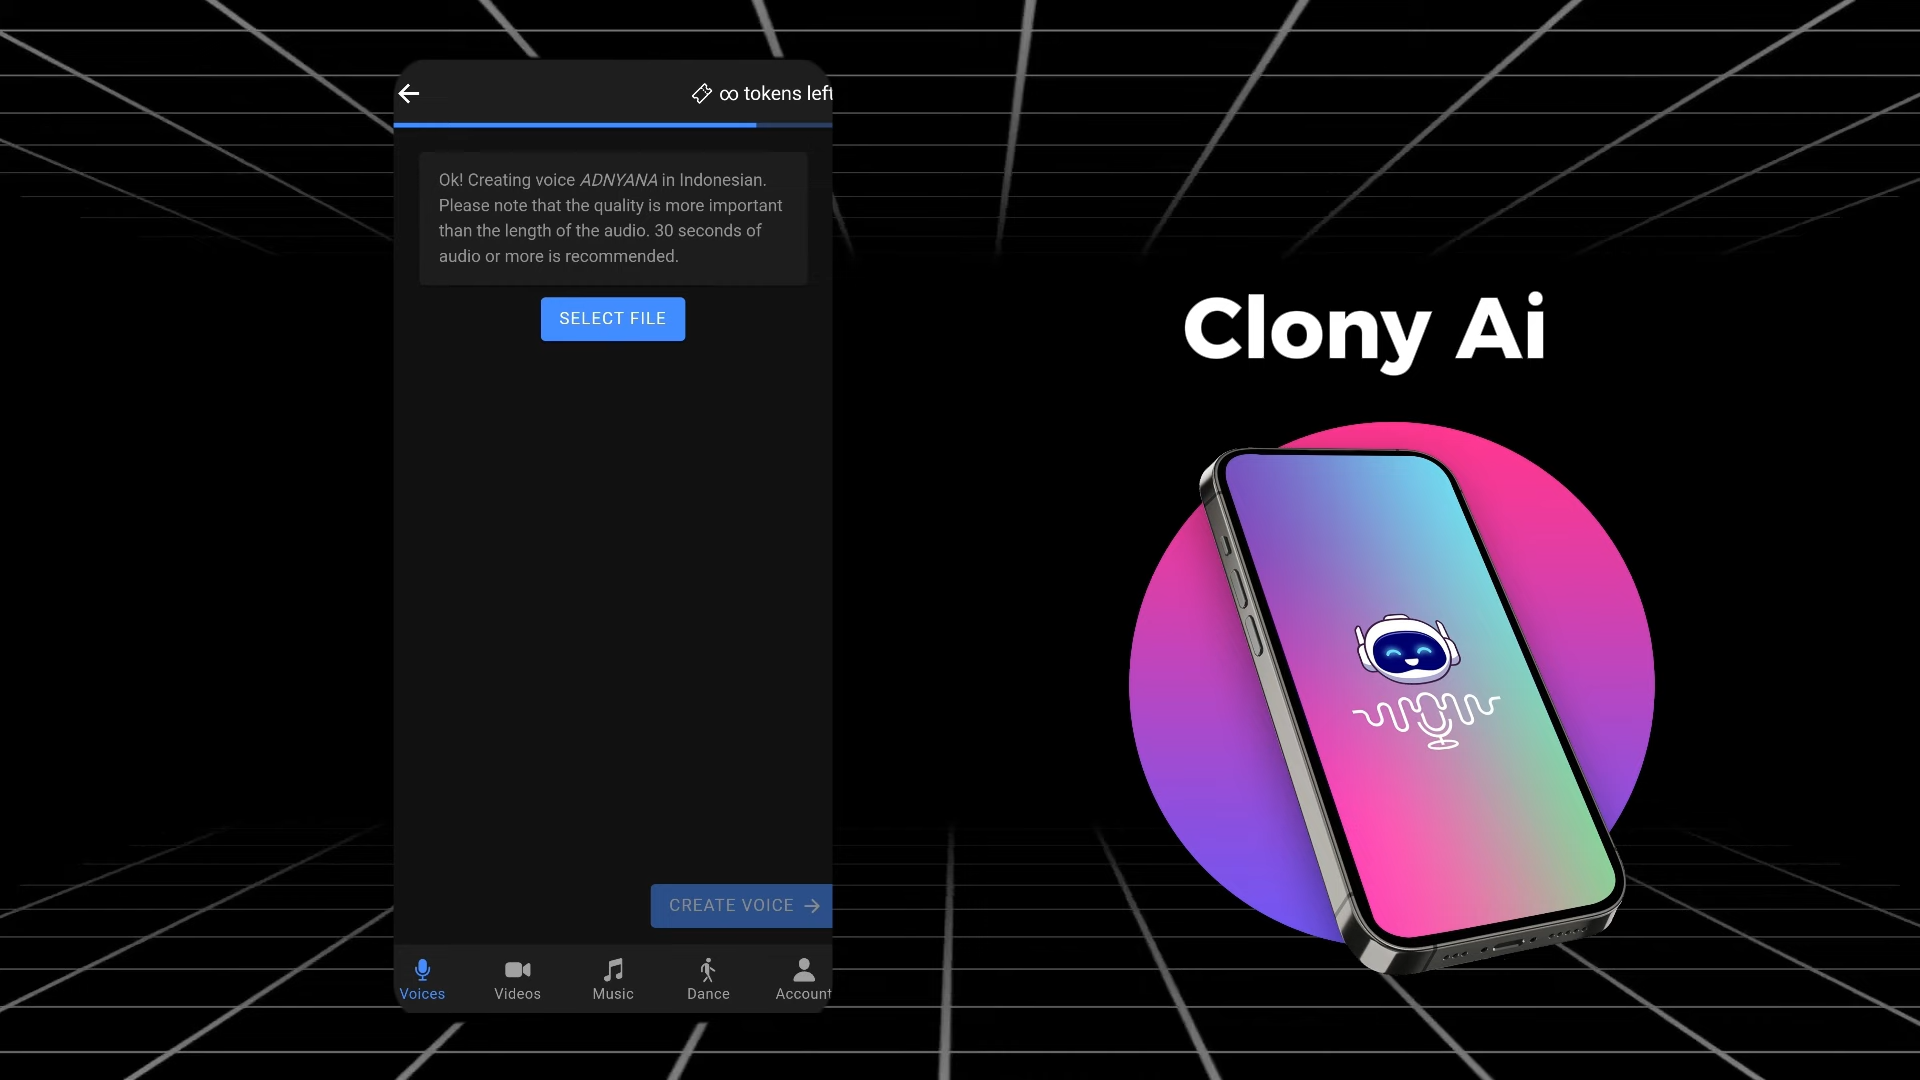 ∞ tokens left
Ok! Creating voice ADNYANA in Indonesian.
Please note that the quality is more important
than the length of the audio. 30 seconds of
audio or more is recommended.
SELECT FILE
CREATE VOICE
Voices
Videos
Music
Dance
Account
Clony Ai